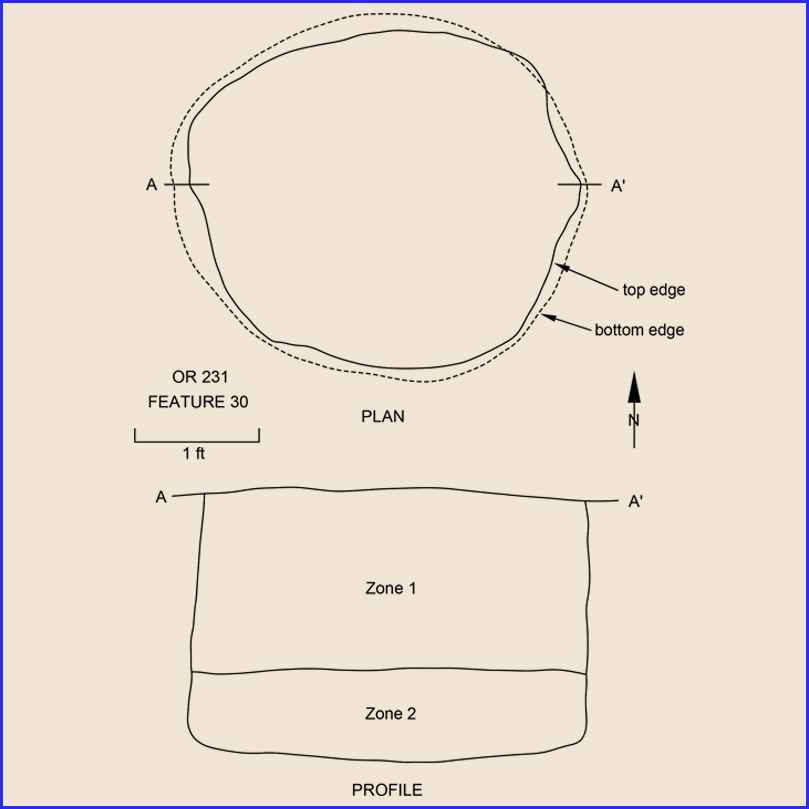 A
A'
top edge
bottom edge
OR 231
FEATURE 30
1 ft
PLAN
N
A
A'
Zone 1
Zone 2
PROFILE